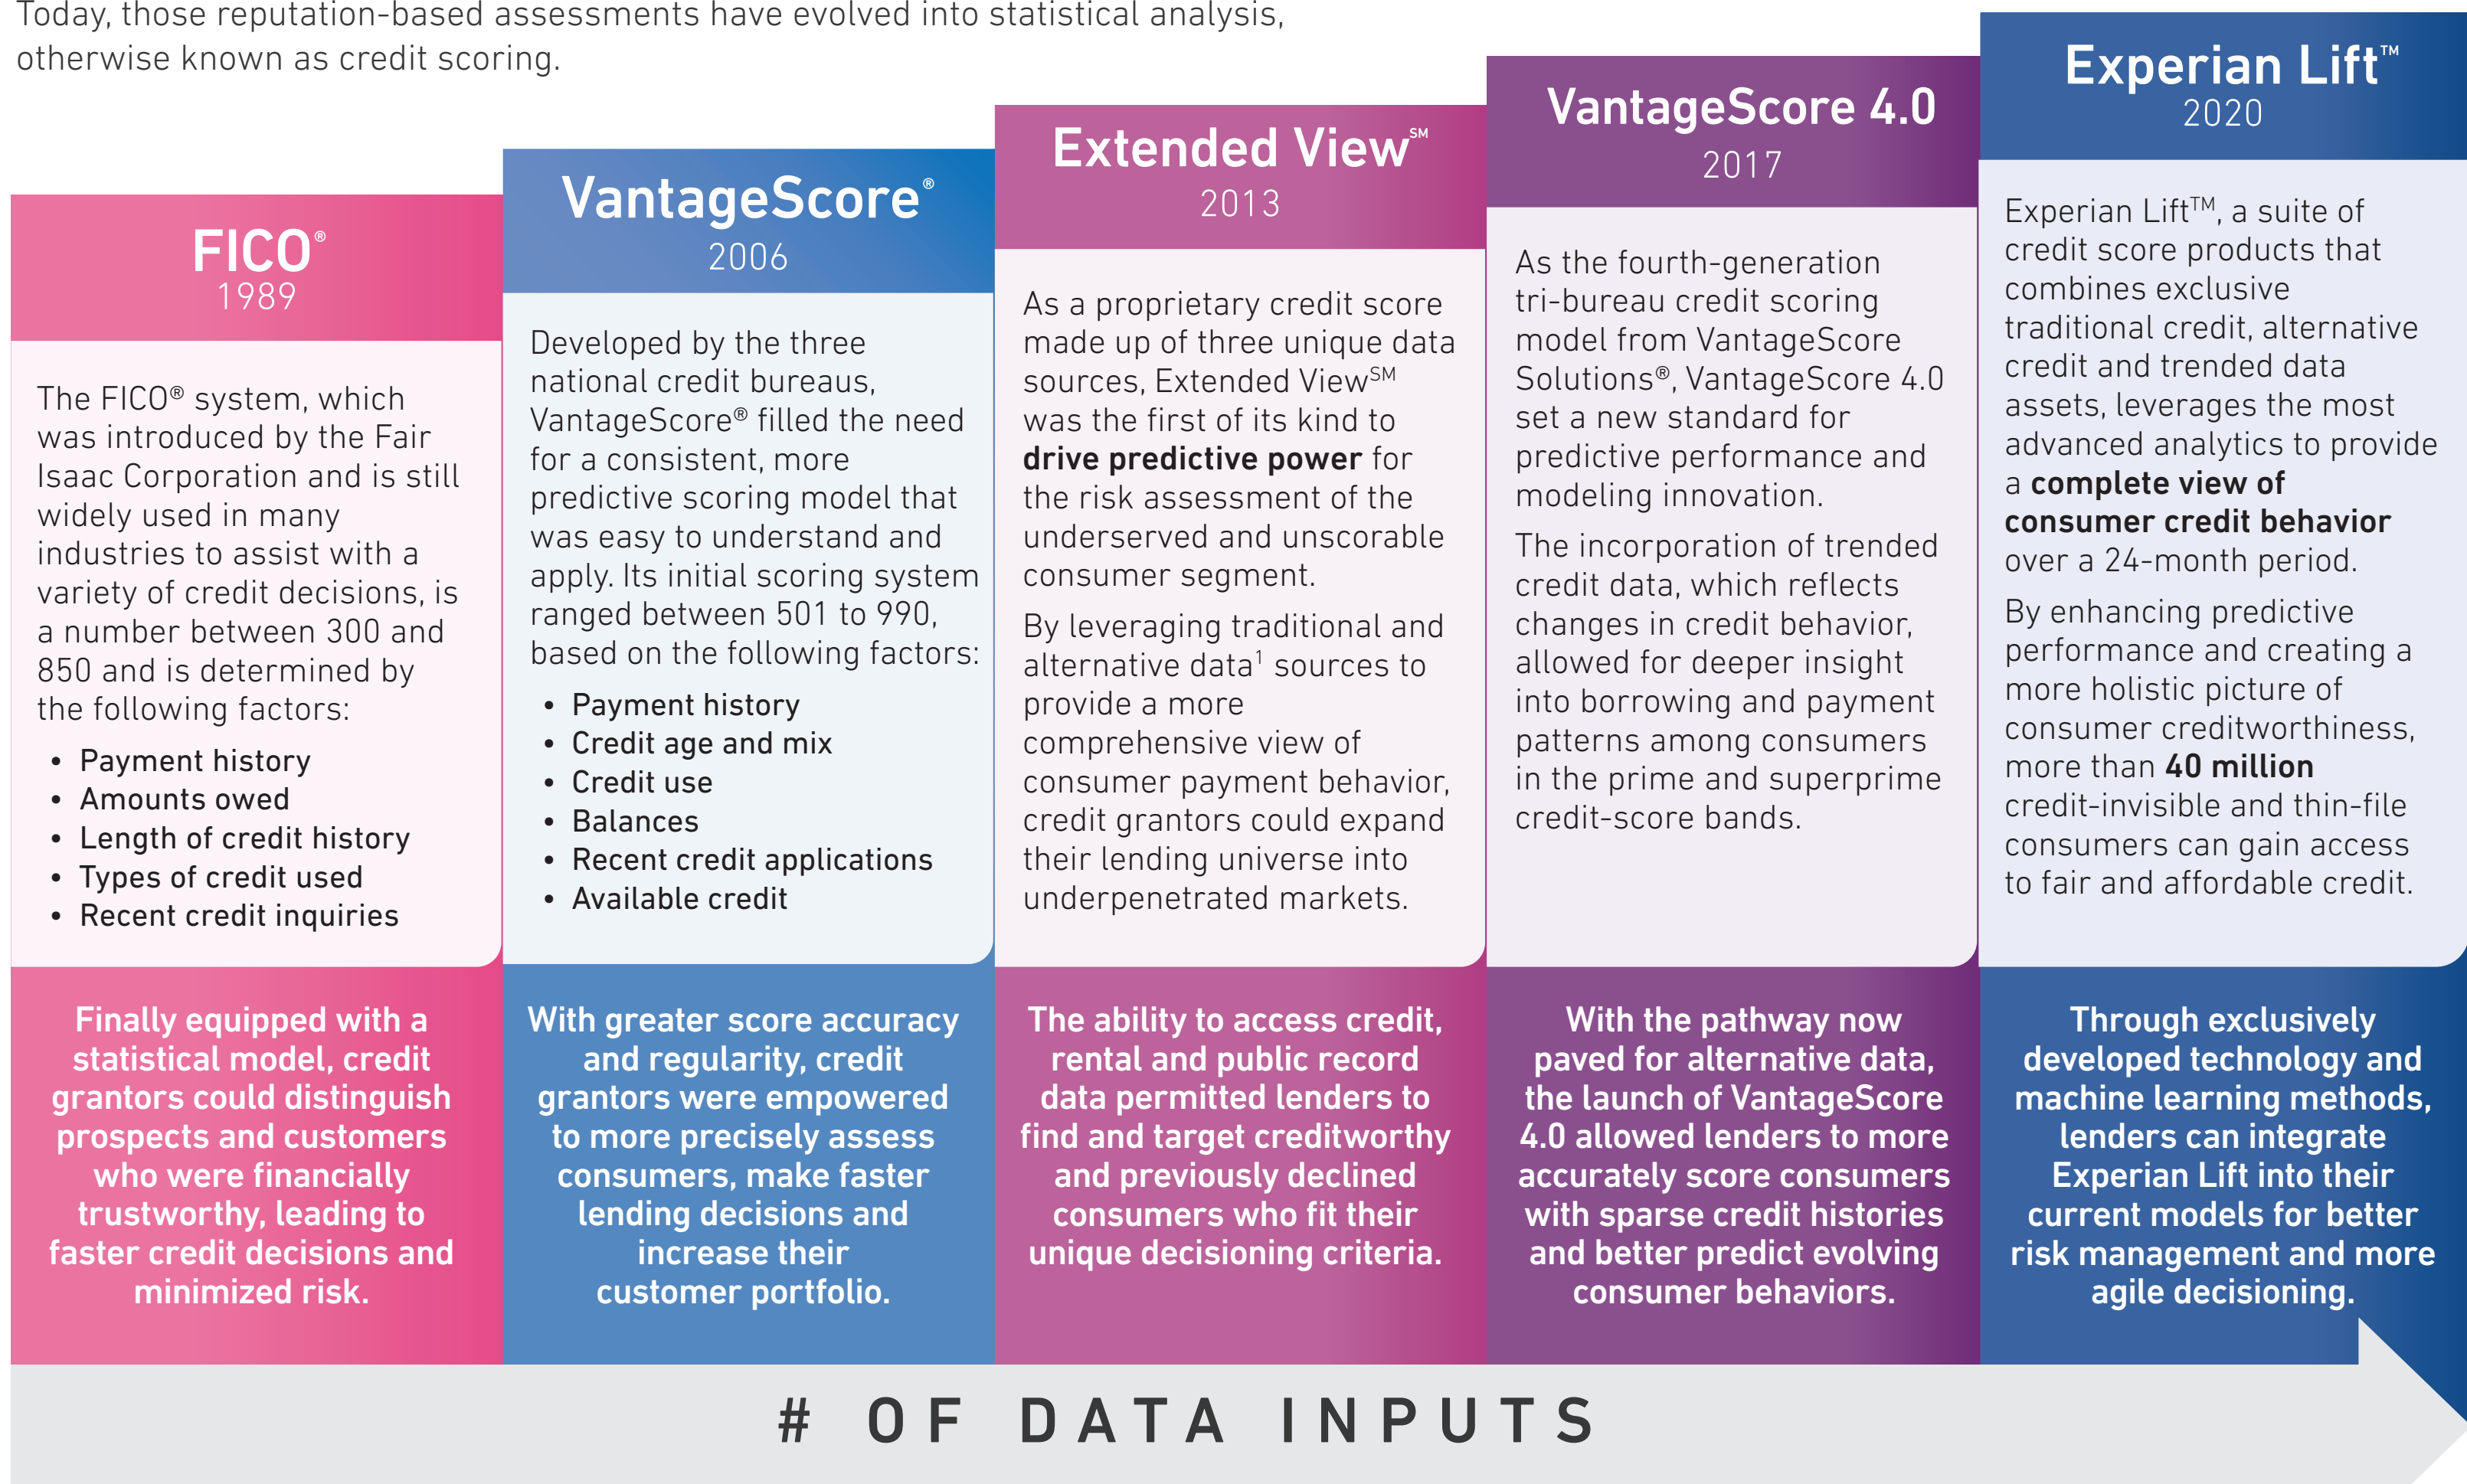 Today, those reputation-based assessments have evolved into statistical analysis,
otherwise known as credit scoring.
FICO®
1989
The FICO® system, which
was introduced by the Fair
Isaac Corporation and is still
widely used in many
industries to assist with a
variety of credit decisions, is
a number between 300 and
850 and is determined by
the following factors:
• Payment history
• Amounts owed
• Length of credit history
• Types of credit used
• Recent credit inquiries
Finally equipped with a
statistical model, credit
grantors could distinguish
prospects and customers
who were financially
trustworthy, leading to
faster credit decisions and
minimized risk.
VantageScore®
2006
Developed by the three
national credit bureaus,
VantageScore® filled the need
for a consistent, more
predictive scoring model that
was easy to understand and
apply. Its initial scoring system
ranged between 501 to 990,
based on the following factors:
• Payment history
• Credit age and mix
• Credit use
• Balances
• Recent credit applications
• Available credit
With greater score accuracy
and regularity, credit
grantors were empowered
to more precisely assess
consumers, make faster
lending decisions and
increase their
customer portfolio.
Extended View℠
2013
As a proprietary credit score
made up of three unique data
sources, Extended View℠
was the first of its kind to
drive predictive power for
the risk assessment of the
underserved and unscorable
consumer segment.
By leveraging traditional and
alternative data¹ sources to
provide a more
comprehensive view of
consumer payment behavior,
credit grantors could expand
their lending universe into
underpenetrated markets.
The ability to access credit,
rental and public record
data permitted lenders to
find and target creditworthy
and previously declined
consumers who fit their
unique decisioning criteria.
VantageScore 4.0
2017
As the fourth-generation
tri-bureau credit scoring
model from VantageScore
Solutions®, VantageScore 4.0
set a new standard for
predictive performance and
modeling innovation.
The incorporation of trended
credit data, which reflects
changes in credit behavior,
allowed for deeper insight
into borrowing and payment
patterns among consumers
in the prime and superprime
credit-score bands.
With the pathway now
paved for alternative data,
the launch of VantageScore
4.0 allowed lenders to more
accurately score consumers
with sparse credit histories
and better predict evolving
consumer behaviors.
Experian Lift™
2020
Experian Lift™, a suite of
credit score products that
combines exclusive
traditional credit, alternative
credit and trended data
assets, leverages the most
advanced analytics to provide
a complete view of
consumer credit behavior
over a 24-month period.
By enhancing predictive
performance and creating a
more holistic picture of
consumer creditworthiness,
more than 40 million
credit-invisible and thin-file
consumers can gain access
to fair and affordable credit.
Through exclusively
developed technology and
machine learning methods,
lenders can integrate
Experian Lift into their
current models for better
risk management and more
agile decisioning.
# OF DATA INPUTS